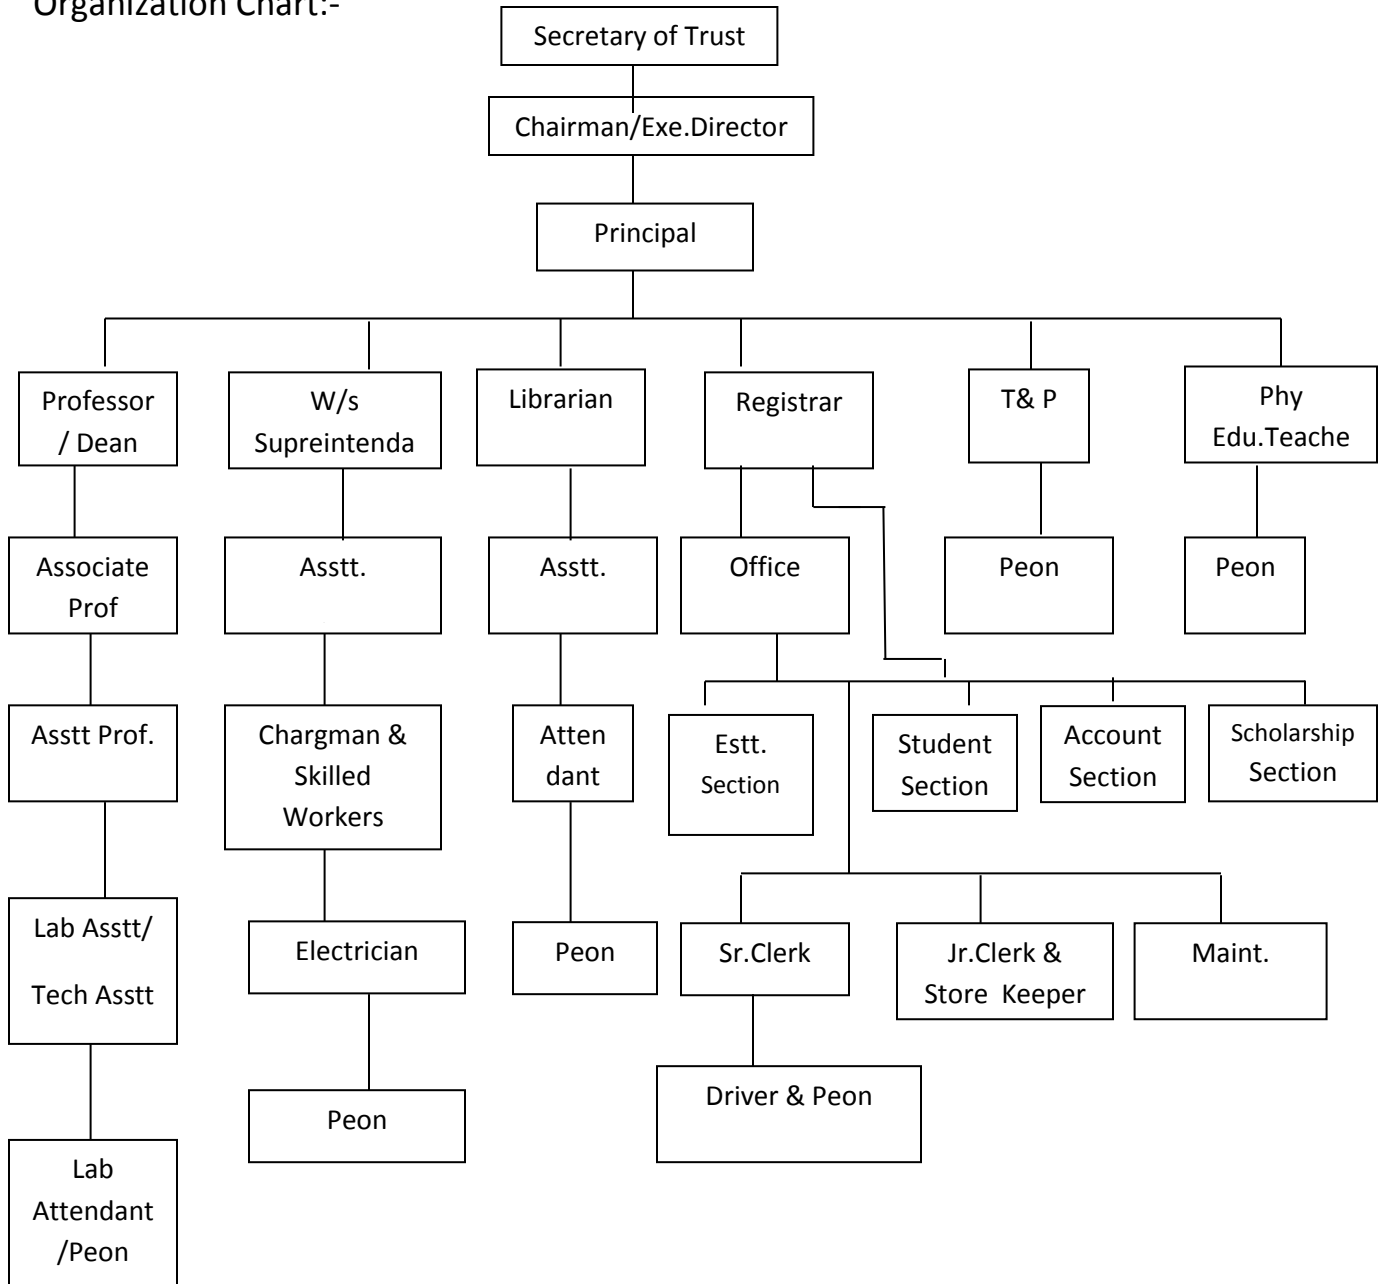 Organization Chart:-
Secretary of Trust
Chairman/Exe.Director
Principal
Professor
/ Dean
W/s
Supreintenda
Librarian
Registrar
T& P
Phy
Edu.Teache
Associate
Prof
Asstt.
Asstt.
Office
Peon
Peon
Asstt Prof.
Chargman &
Skilled
Workers
Atten
dant
Estt.
Section
Student
Section
Account
Section
Scholarship
Section
Lab Asstt/
Tech Asstt
Electrician
Peon
Sr.Clerk
Jr.Clerk &
Store Keeper
Maint.
Peon
Driver & Peon
Lab
Attendant
/Peon